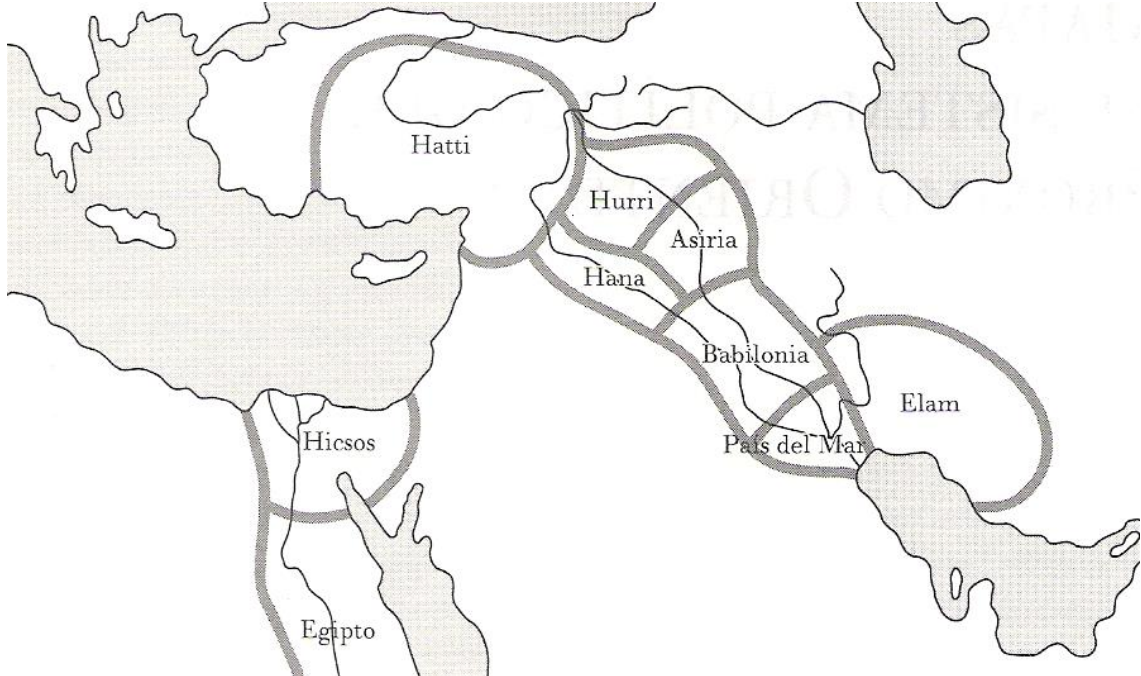 Hatti
Hurri
Asiria
Hana
Babilonia
Elam
País del Mar
Hicsos
Egipto